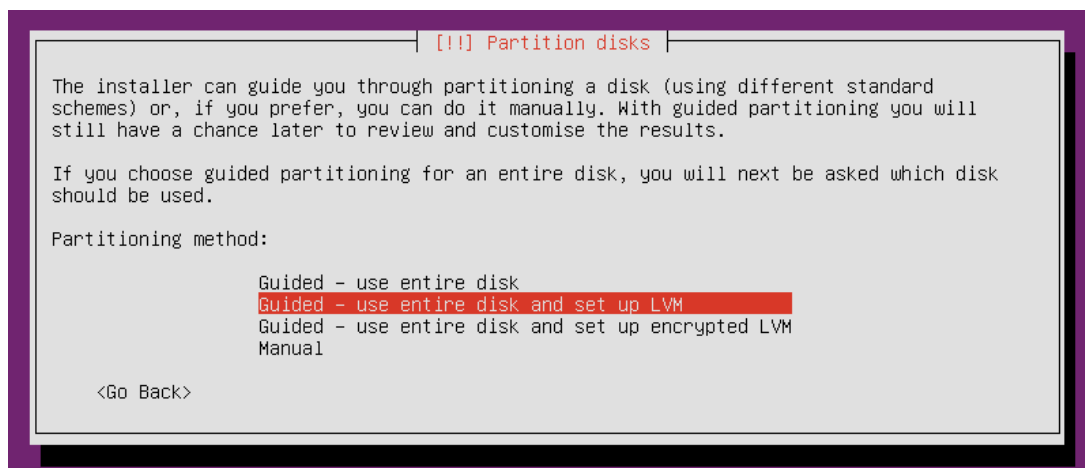 [!!] Partition disks
The installer can guide you through partitioning a disk (using different standard
schemes) or, if you prefer, you can do it manually. With guided partitioning you will
still have a chance later to review and customise the results.
If you choose guided partitioning for an entire disk, you will next be asked which disk
should be used.
Partitioning method:
Guided – use entire disk
Guided – use entire disk and set up LVM
Guided – use entire disk and set up encrypted LVM
Manual
<Go Back>